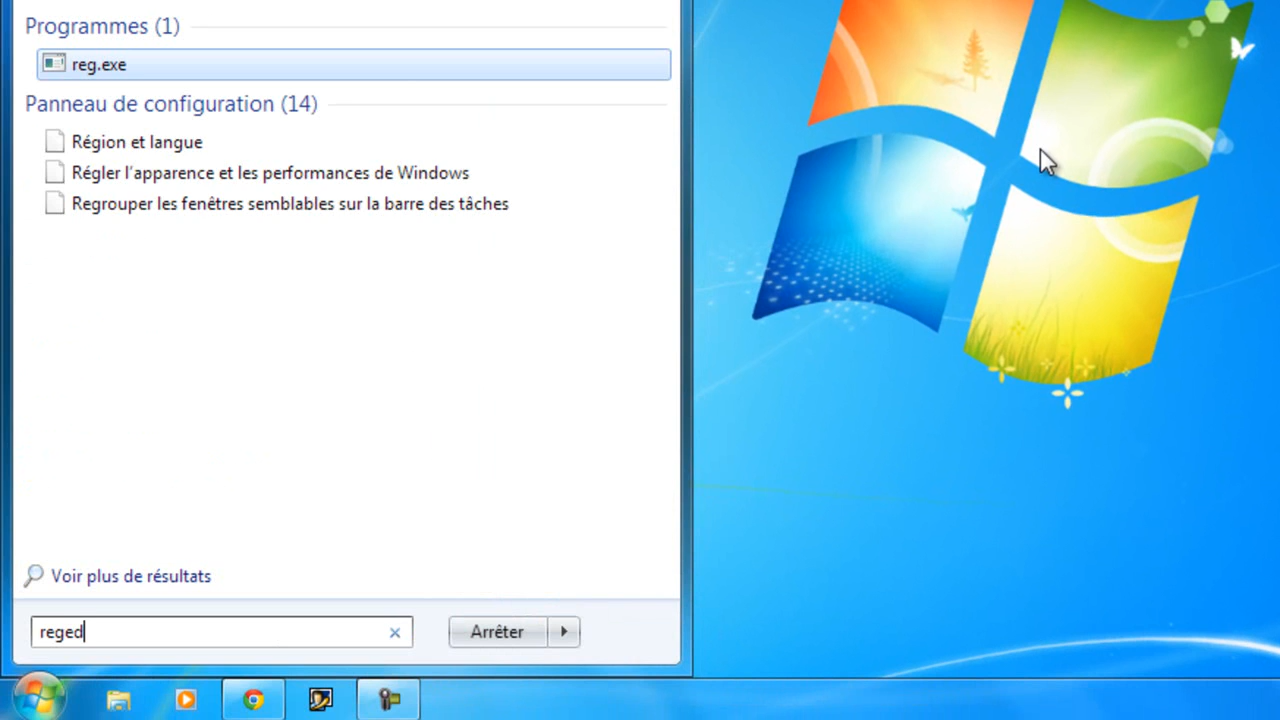 Programmes (1)
reg.exe
Panneau de configuration (14)
Région et langue
Régler l'apparence et les performances de Windows
Regrouper les fenêtres semblables sur la barre des tâches
Voir plus de résultats
reged
Arrêter